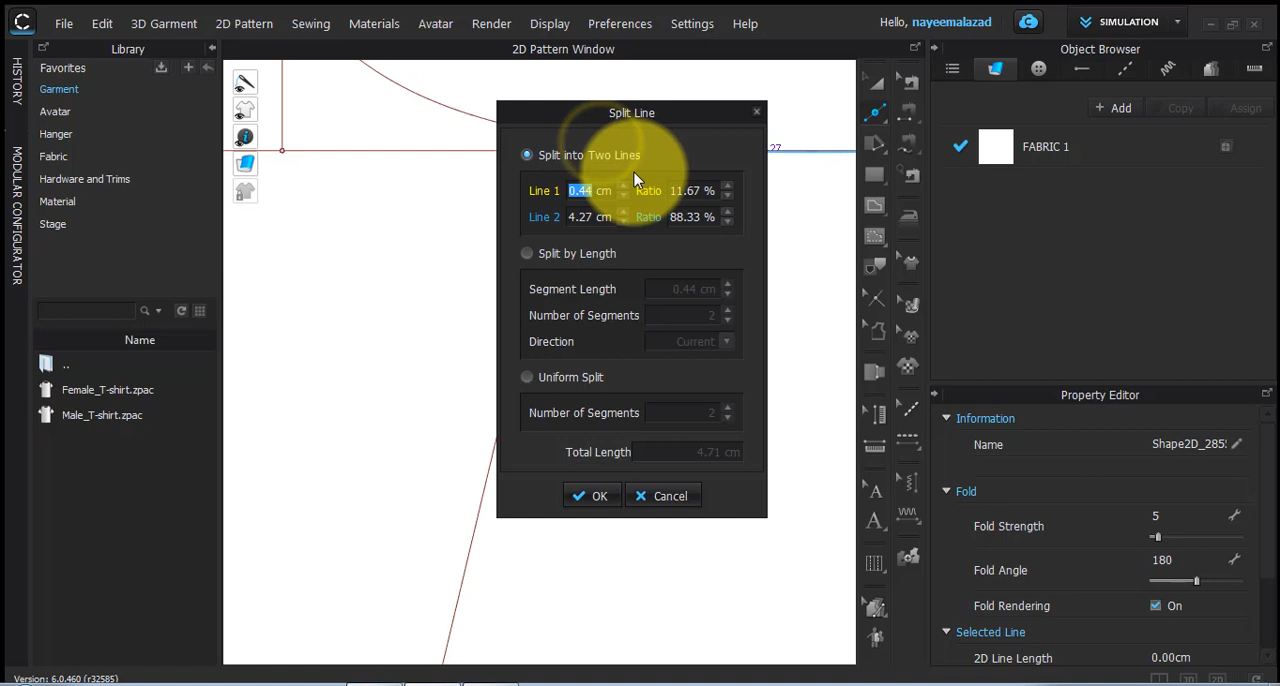 File Edit 3D Garment 2D Pattern Sewing Materials Avatar Render Display Preferences Settings Help Hello, nayeemalazad SIMULATION
HISTORY
MODULAR CONFIGURATOR
Library
Favorites
Garment
Avatar
Hanger
Fabric
Hardware and Trims
Material
Stage
Name
..
Female_T-shirt.zpac
Male_T-shirt.zpac
2D Pattern Window
27
Split Line
Split into Two Lines
Line 1 0.44 cm Ratio 11.67 %
Line 2 4.27 cm Ratio 88.33 %
Split by Length
Segment Length 0.44 cm
Number of Segments 2
Direction Current
Uniform Split
Number of Segments 2
Total Length 4.71 cm
OK Cancel
Object Browser
+ Add Copy Assign
FABRIC 1
Property Editor
Information
Name Shape2D_285
Fold
Fold Strength 5
Fold Angle 180
Fold Rendering On
Selected Line
2D Line Length 0.00cm
Version: 6.0.460 (r32585)
3D 2D